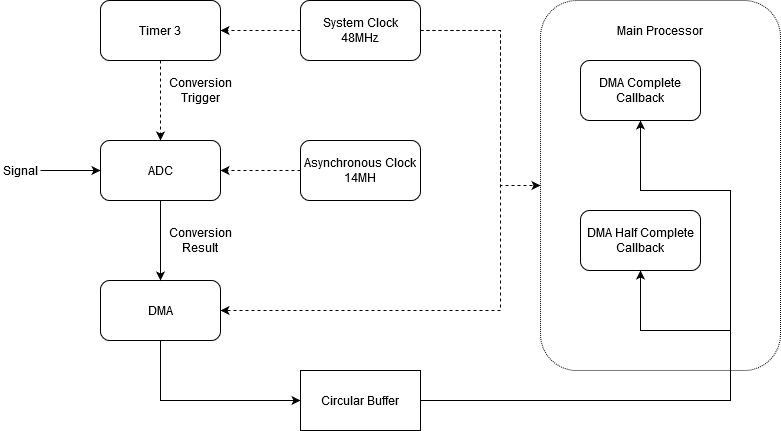 Timer 3
System Clock
48MHz
Main Processor
Conversion
Trigger
DMA Complete
Callback
Signal
ADC
Asynchronous Clock
14MH
Conversion
Result
DMA Half Complete
Callback
DMA
Circular Buffer